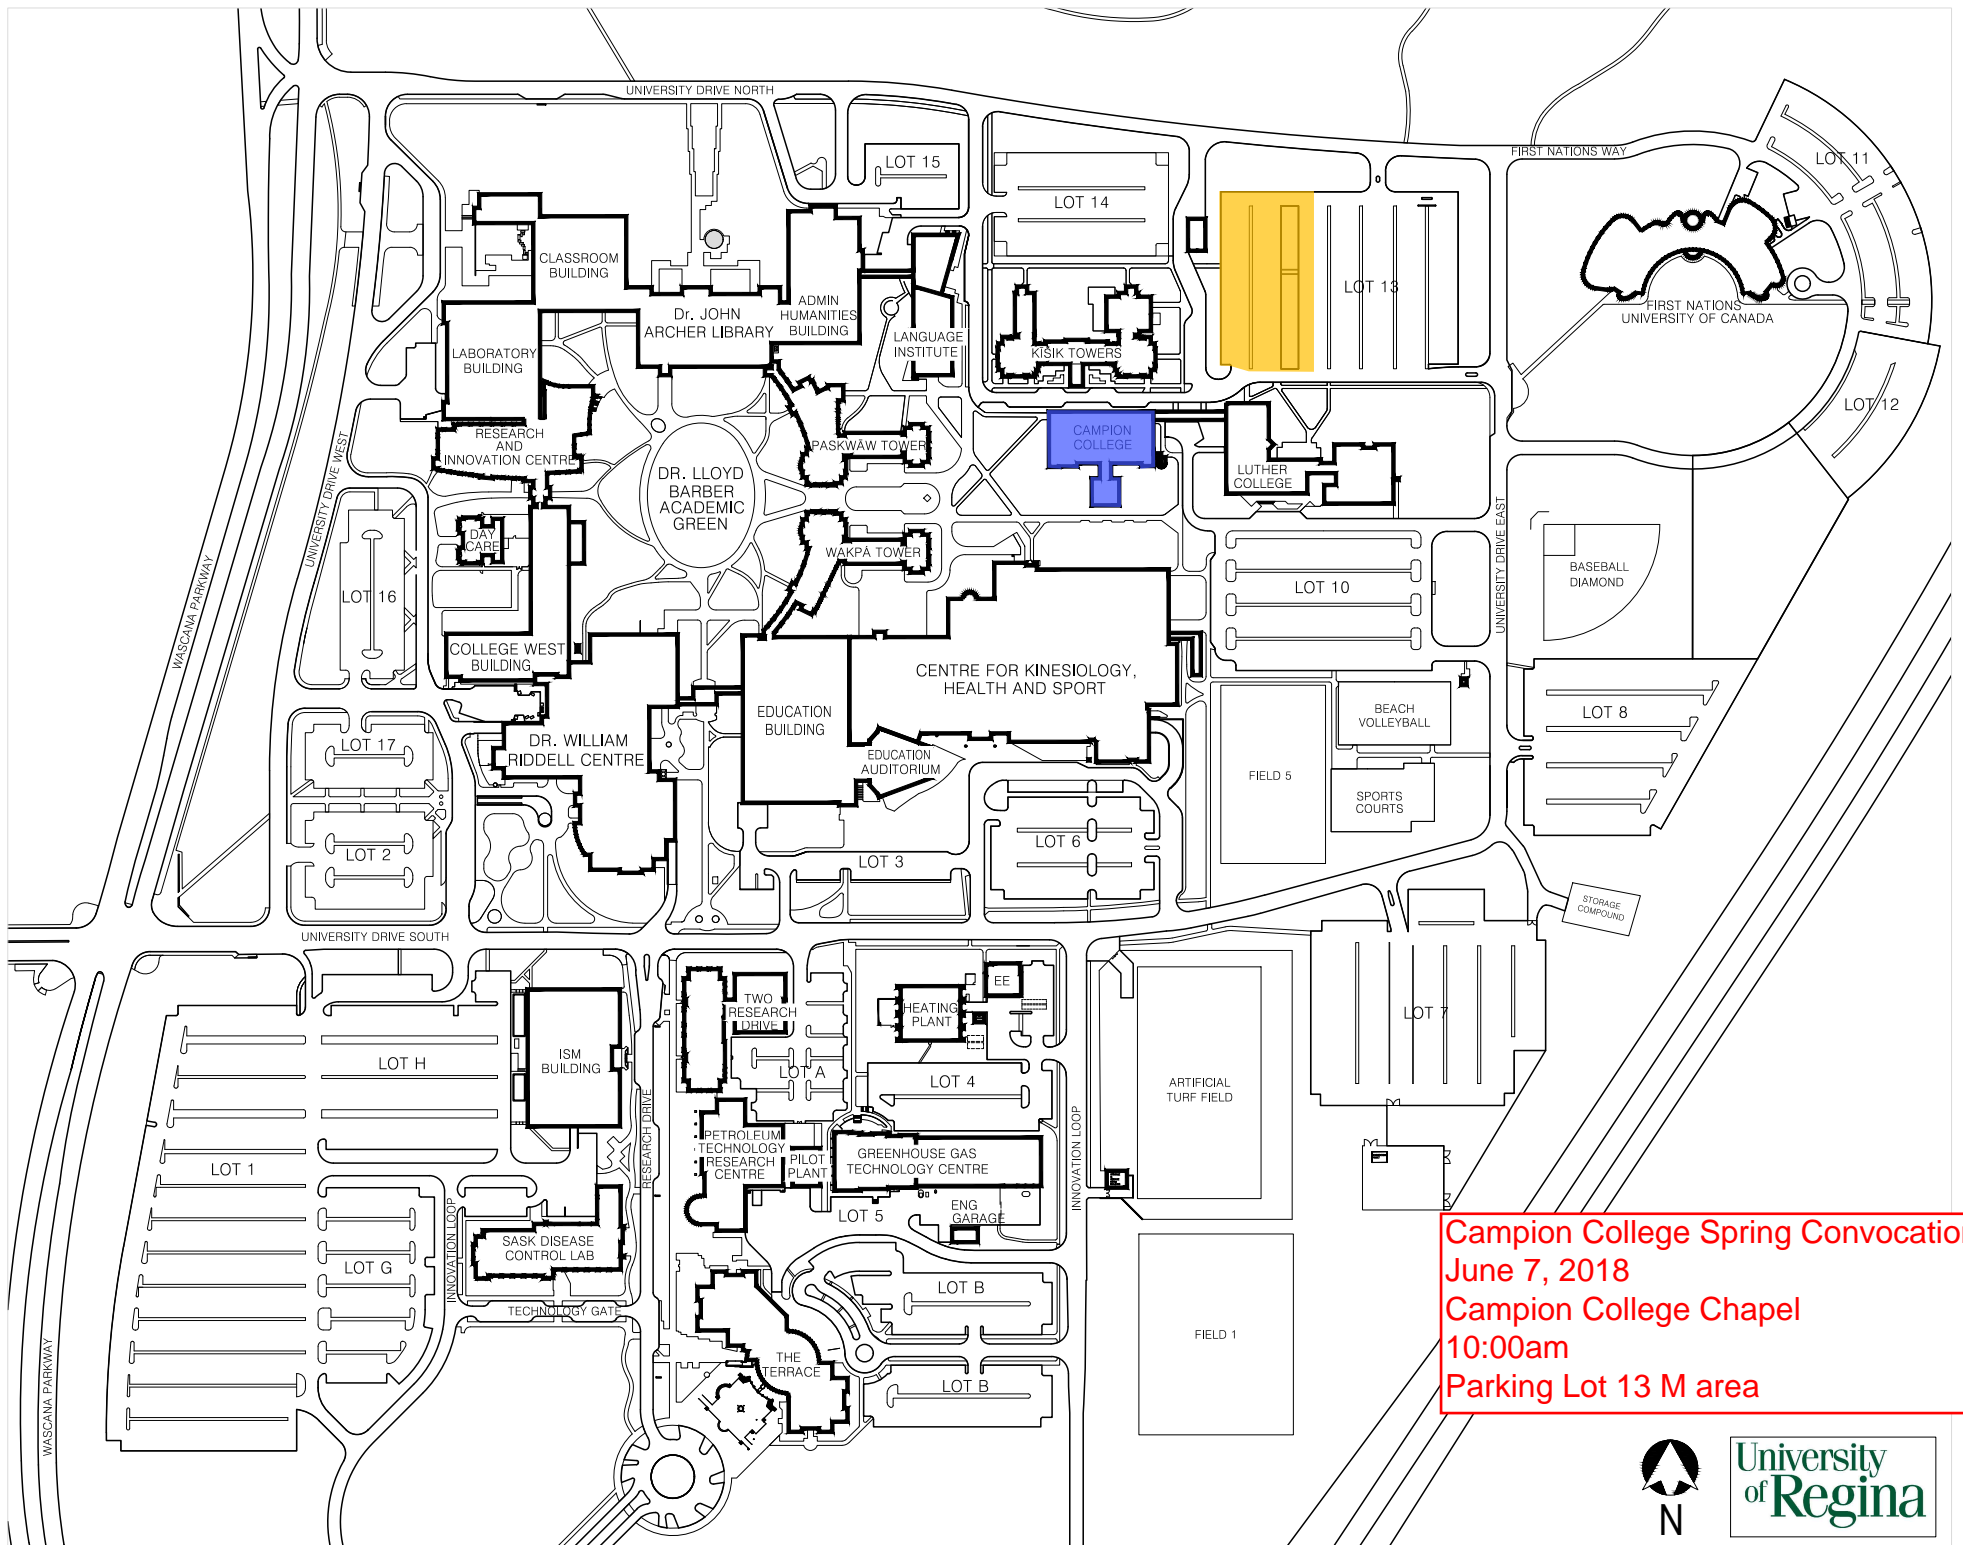 UNIVERSITY DRIVE NORTH
FIRST NATIONS WAY
LOT 15
LOT 11
LOT 14
CLASSROOM
BUILDING
ADMIN
HUMANITIES
BUILDING
Dr. JOHN
ARCHER LIBRARY
LANGUAGE
INSTITUTE
LOT 13
FIRST NATIONS
UNIVERSITY OF CANADA
LABORATORY
BUILDING
KĪSIK TOWERS
LOT 12
RESEARCH
AND
INNOVATION CENTRE
PASKWĀW TOWER
CAMPION
COLLEGE
LUTHER
COLLEGE
DR. LLOYD
BARBER
ACADEMIC
GREEN
UNIVERSITY DRIVE WEST
UNIVERSITY DRIVE EAST
DAY
CARE
WAKPĀ TOWER
BASEBALL
DIAMOND
WASCANA PARKWAY
LOT 16
LOT 10
COLLEGE WEST
BUILDING
CENTRE FOR KINESIOLOGY,
HEALTH AND SPORT
EDUCATION
BUILDING
BEACH
VOLLEYBALL
LOT 8
LOT 17
DR. WILLIAM
RIDDELL CENTRE
EDUCATION
AUDITORIUM
FIELD 5
SPORTS
COURTS
LOT 2
LOT 3
LOT 6
STORAGE
COMPOUND
UNIVERSITY DRIVE SOUTH
TWO
RESEARCH
DRIVE
HEATING
PLANT
EE
LOT 7
LOT H
ISM
BUILDING
LOT A
LOT 4
ARTIFICIAL
TURF FIELD
RESEARCH DRIVE
INNOVATION LOOP
PETROLEUM
TECHNOLOGY
RESEARCH
CENTRE
PILOT
PLANT
GREENHOUSE GAS
TECHNOLOGY CENTRE
LOT 1
LOT 5
ENG
GARAGE
INNOVATION LOOP
SASK DISEASE
CONTROL LAB
LOT G
LOT B
TECHNOLOGY GATE
FIELD 1
THE
TERRACE
LOT B
WASCANA PARKWAY
Campion College Spring Convocation
June 7, 2018
Campion College Chapel
10:00am
Parking Lot 13 M area
N
University
of Regina